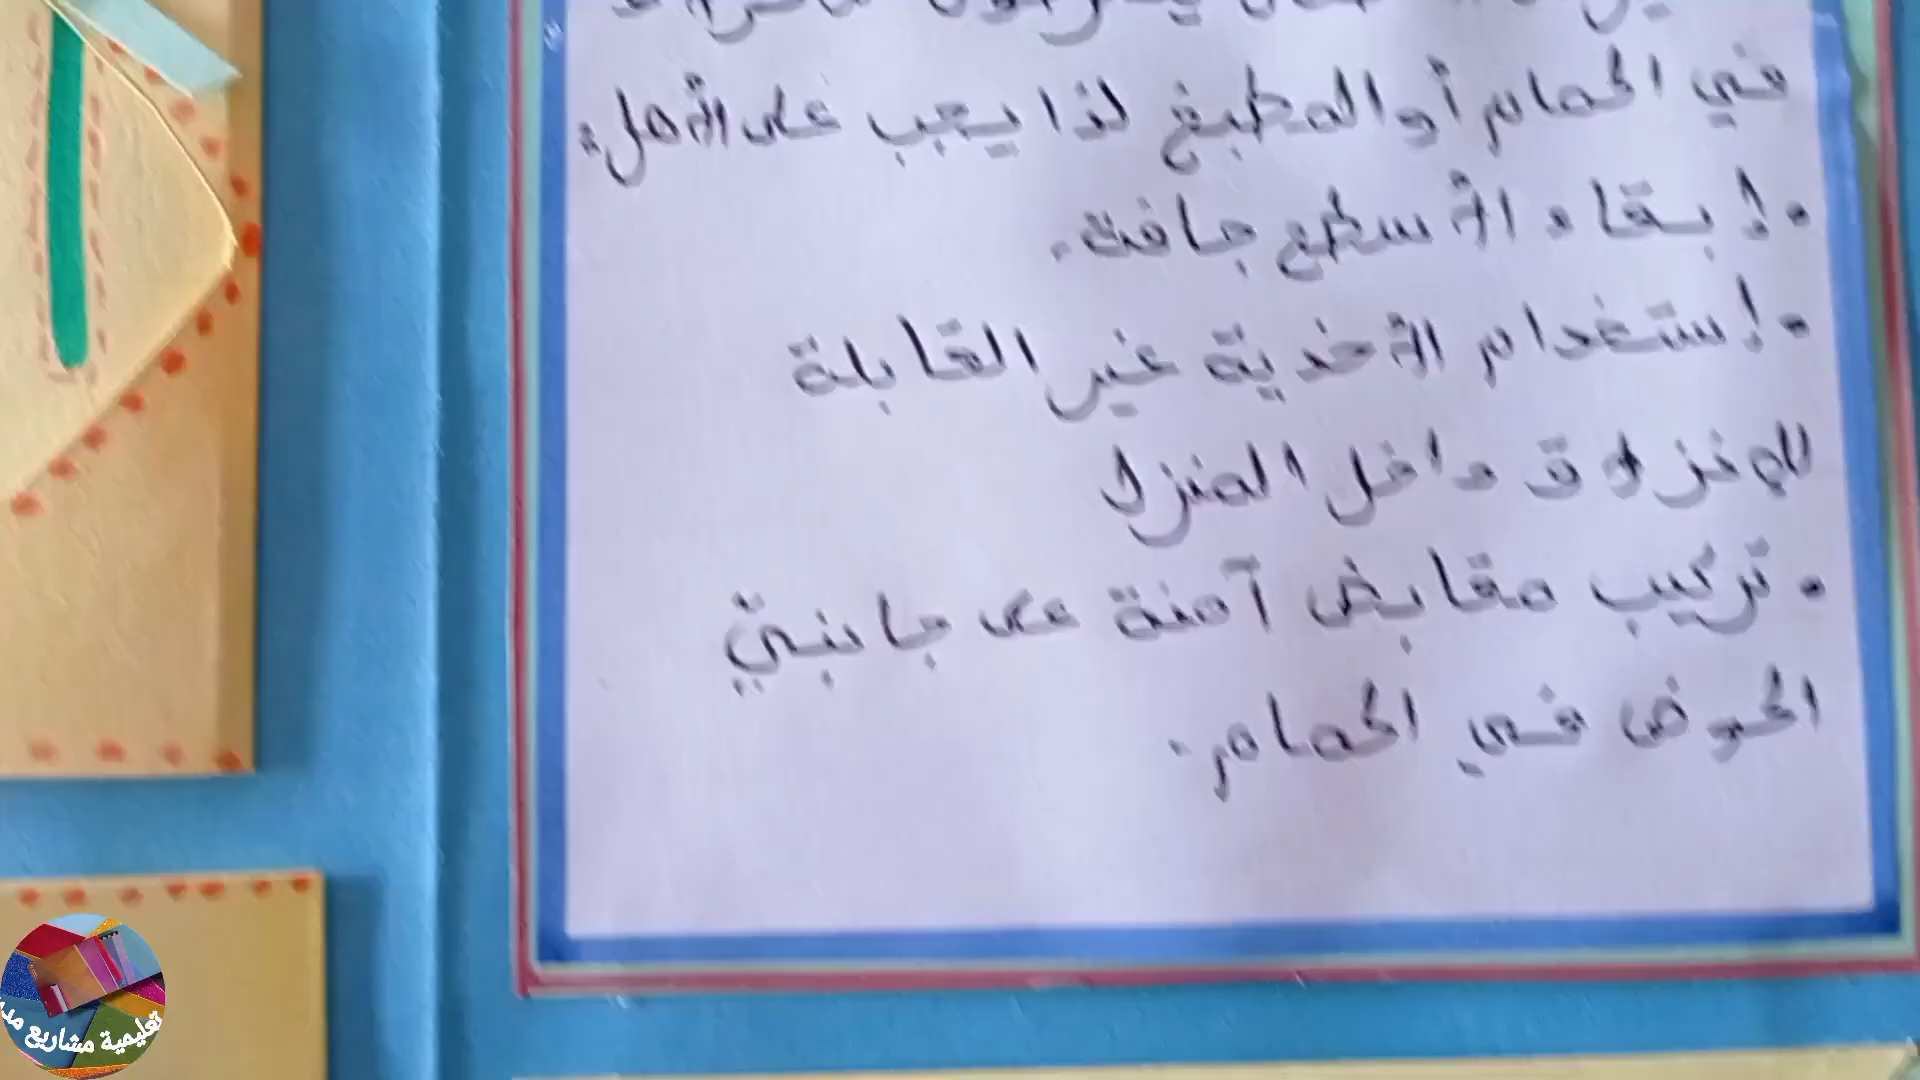 في الحمام أو المطبخ لذا يجب على الأهل:
• إبقاء الأسطح جافة.
• إستخدام الأحذية غير القابلة
للإنزلاق داخل المنزل
• تركيب مقابض آمنة على جانبيّ
الحوض في الحمام.
تعليمية مشاريع